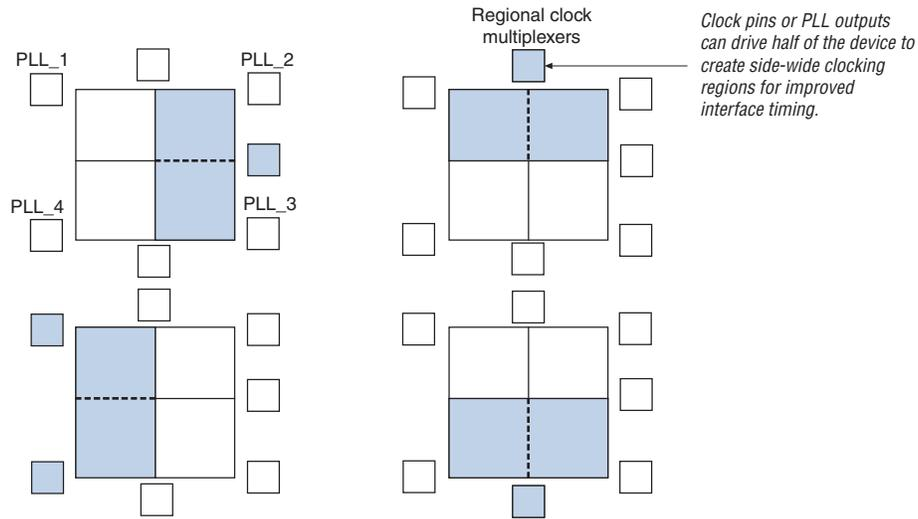 PLL_1
PLL_2
PLL_4
PLL_3
Regional clock
multiplexers
Clock pins or PLL outputs
can drive half of the device to
create side-wide clocking
regions for improved
interface timing.